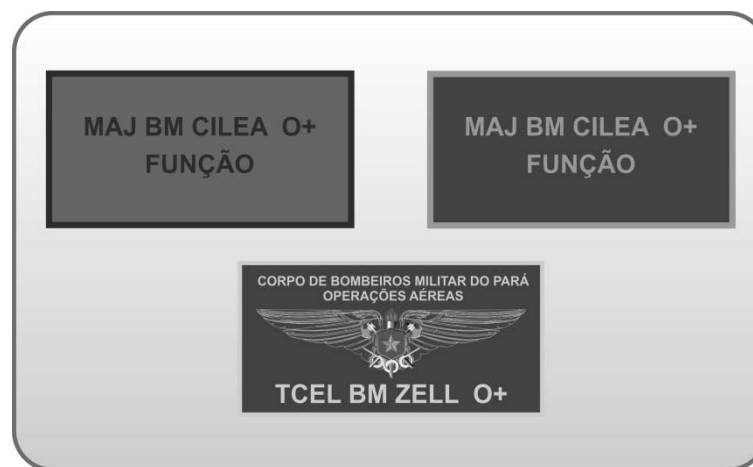 MAJ BM CILEA O+
FUNÇÃO
MAJ BM CILEA O+
FUNÇÃO
CORPO DE BOMBEIROS MILITAR DO PARÁ
OPERAÇÕES AÉREAS
TCEL BM ZELL O+